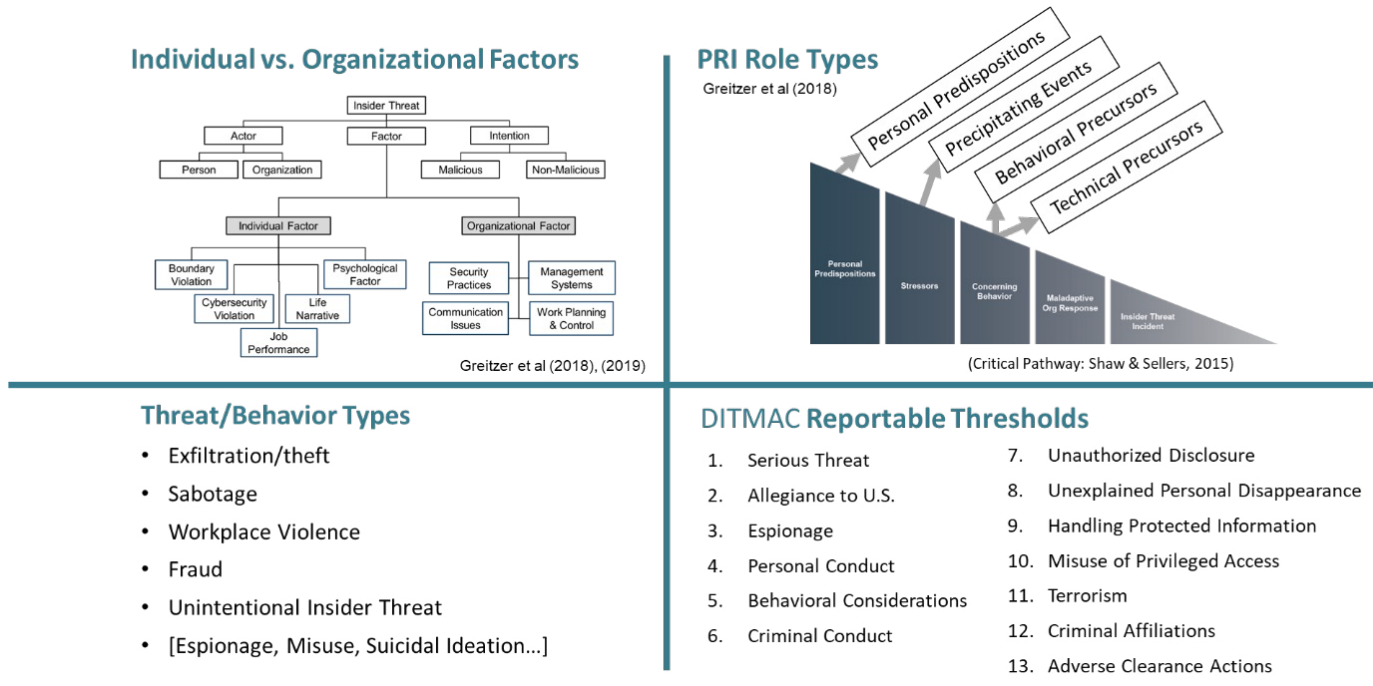 Individual vs. Organizational Factors
Insider Threat
Actor
Factor
Intention
Person
Organization
Malicious
Non-Malicious
Individual Factor
Organizational Factor
Boundary
Violation
Psychological
Factor
Cybersecurity
Violation
Life
Narrative
Job
Performance
Security
Practices
Management
Systems
Communication
Issues
Work Planning
& Control
Greitzer et al (2018), (2019)
PRI Role Types
Greitzer et al (2018)
Personal Predispositions
Precipitating Events
Behavioral Precursors
Technical Precursors
Personal
Predispositions
Stressors
Concerning
Behavior
Maladaptive
Org Response
Insider Threat
Incident
(Critical Pathway: Shaw & Sellers, 2015)
Threat/Behavior Types
• Exfiltration/theft
• Sabotage
• Workplace Violence
• Fraud
• Unintentional Insider Threat
• [Espionage, Misuse, Suicidal Ideation…]
DITMAC Reportable Thresholds
1. Serious Threat
2. Allegiance to U.S.
3. Espionage
4. Personal Conduct
5. Behavioral Considerations
6. Criminal Conduct
7. Unauthorized Disclosure
8. Unexplained Personal Disappearance
9. Handling Protected Information
10. Misuse of Privileged Access
11. Terrorism
12. Criminal Affiliations
13. Adverse Clearance Actions